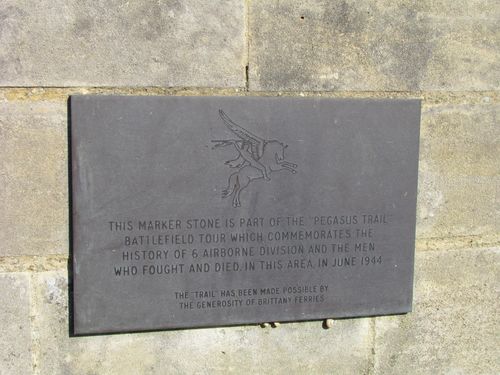 THIS MARKER STONE IS PART OF THE "PEGASUS TRAIL"
BATTLEFIELD TOUR WHICH COMMEMORATES THE
HISTORY OF 6 AIRBORNE DIVISION AND THE MEN
WHO FOUGHT AND DIED, IN THIS AREA, IN JUNE 1944
THE "TRAIL" HAS BEEN MADE POSSIBLE BY
THE GENEROSITY OF BRITTANY FERRIES